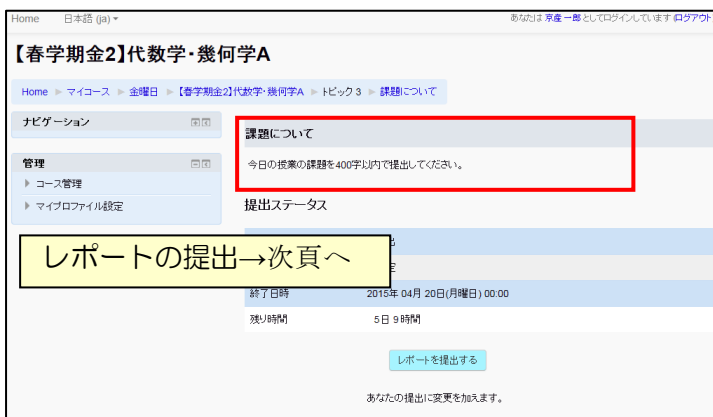 Home 日本語 (ja)
あなたは 京産 一郎 としてログインしています (ログアウト
【春学期金2】代数学・幾何学A
Home マイコース 金曜日 【春学期金2】代数学・幾何学A トピック 3 課題について
ナビゲーション
課題について
管理
今日の授業の課題を400字以内で提出してください。
コース管理
マイプロファイル設定
提出ステータス
レポートの提出→次頁へ
終了日時 2015年 04月 20日(月曜日) 00:00
残り時間 5日 9時間
レポートを提出する
あなたの提出に変更を加えます。